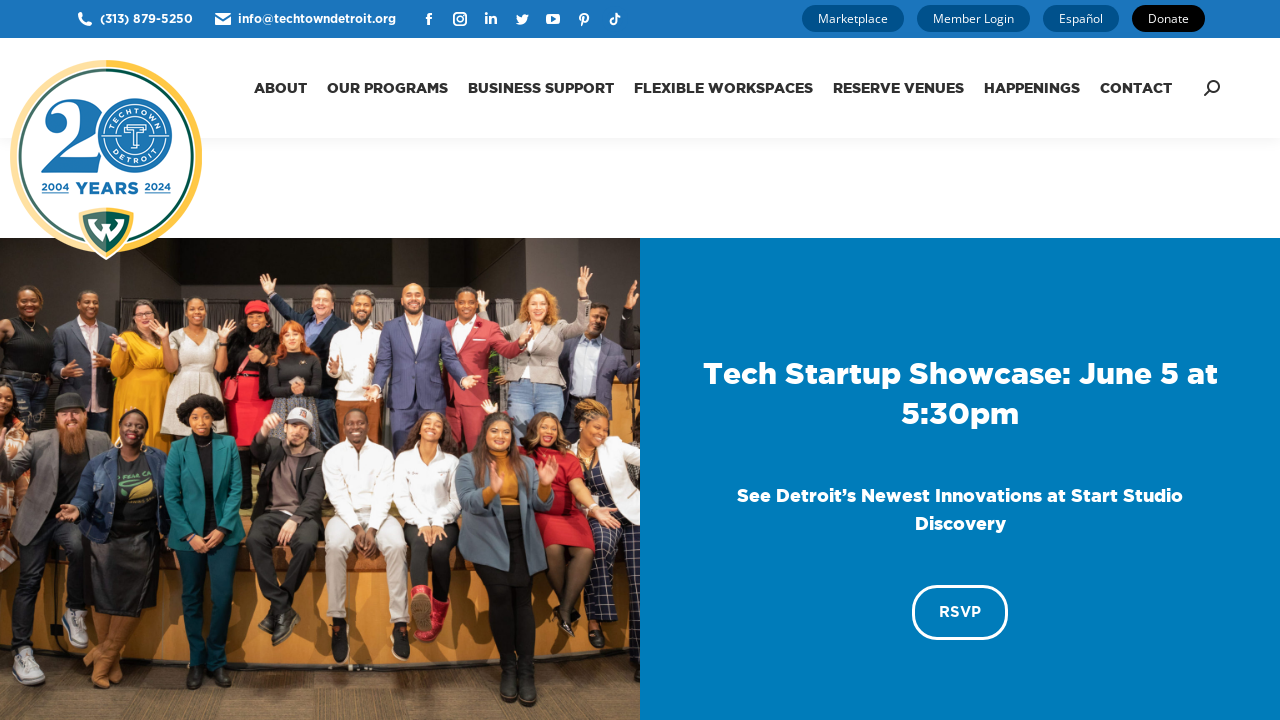 (313) 879-5250
info@techtowndetroit.org
Marketplace
Member Login
Español
Donate
20
TECHTOWN
DETROIT
2004 YEARS 2024
W
ABOUT
OUR PROGRAMS
BUSINESS SUPPORT
FLEXIBLE WORKSPACES
RESERVE VENUES
HAPPENINGS
CONTACT
Tech Startup Showcase: June 5 at
5:30pm
See Detroit’s Newest Innovations at Start Studio
Discovery
RSVP